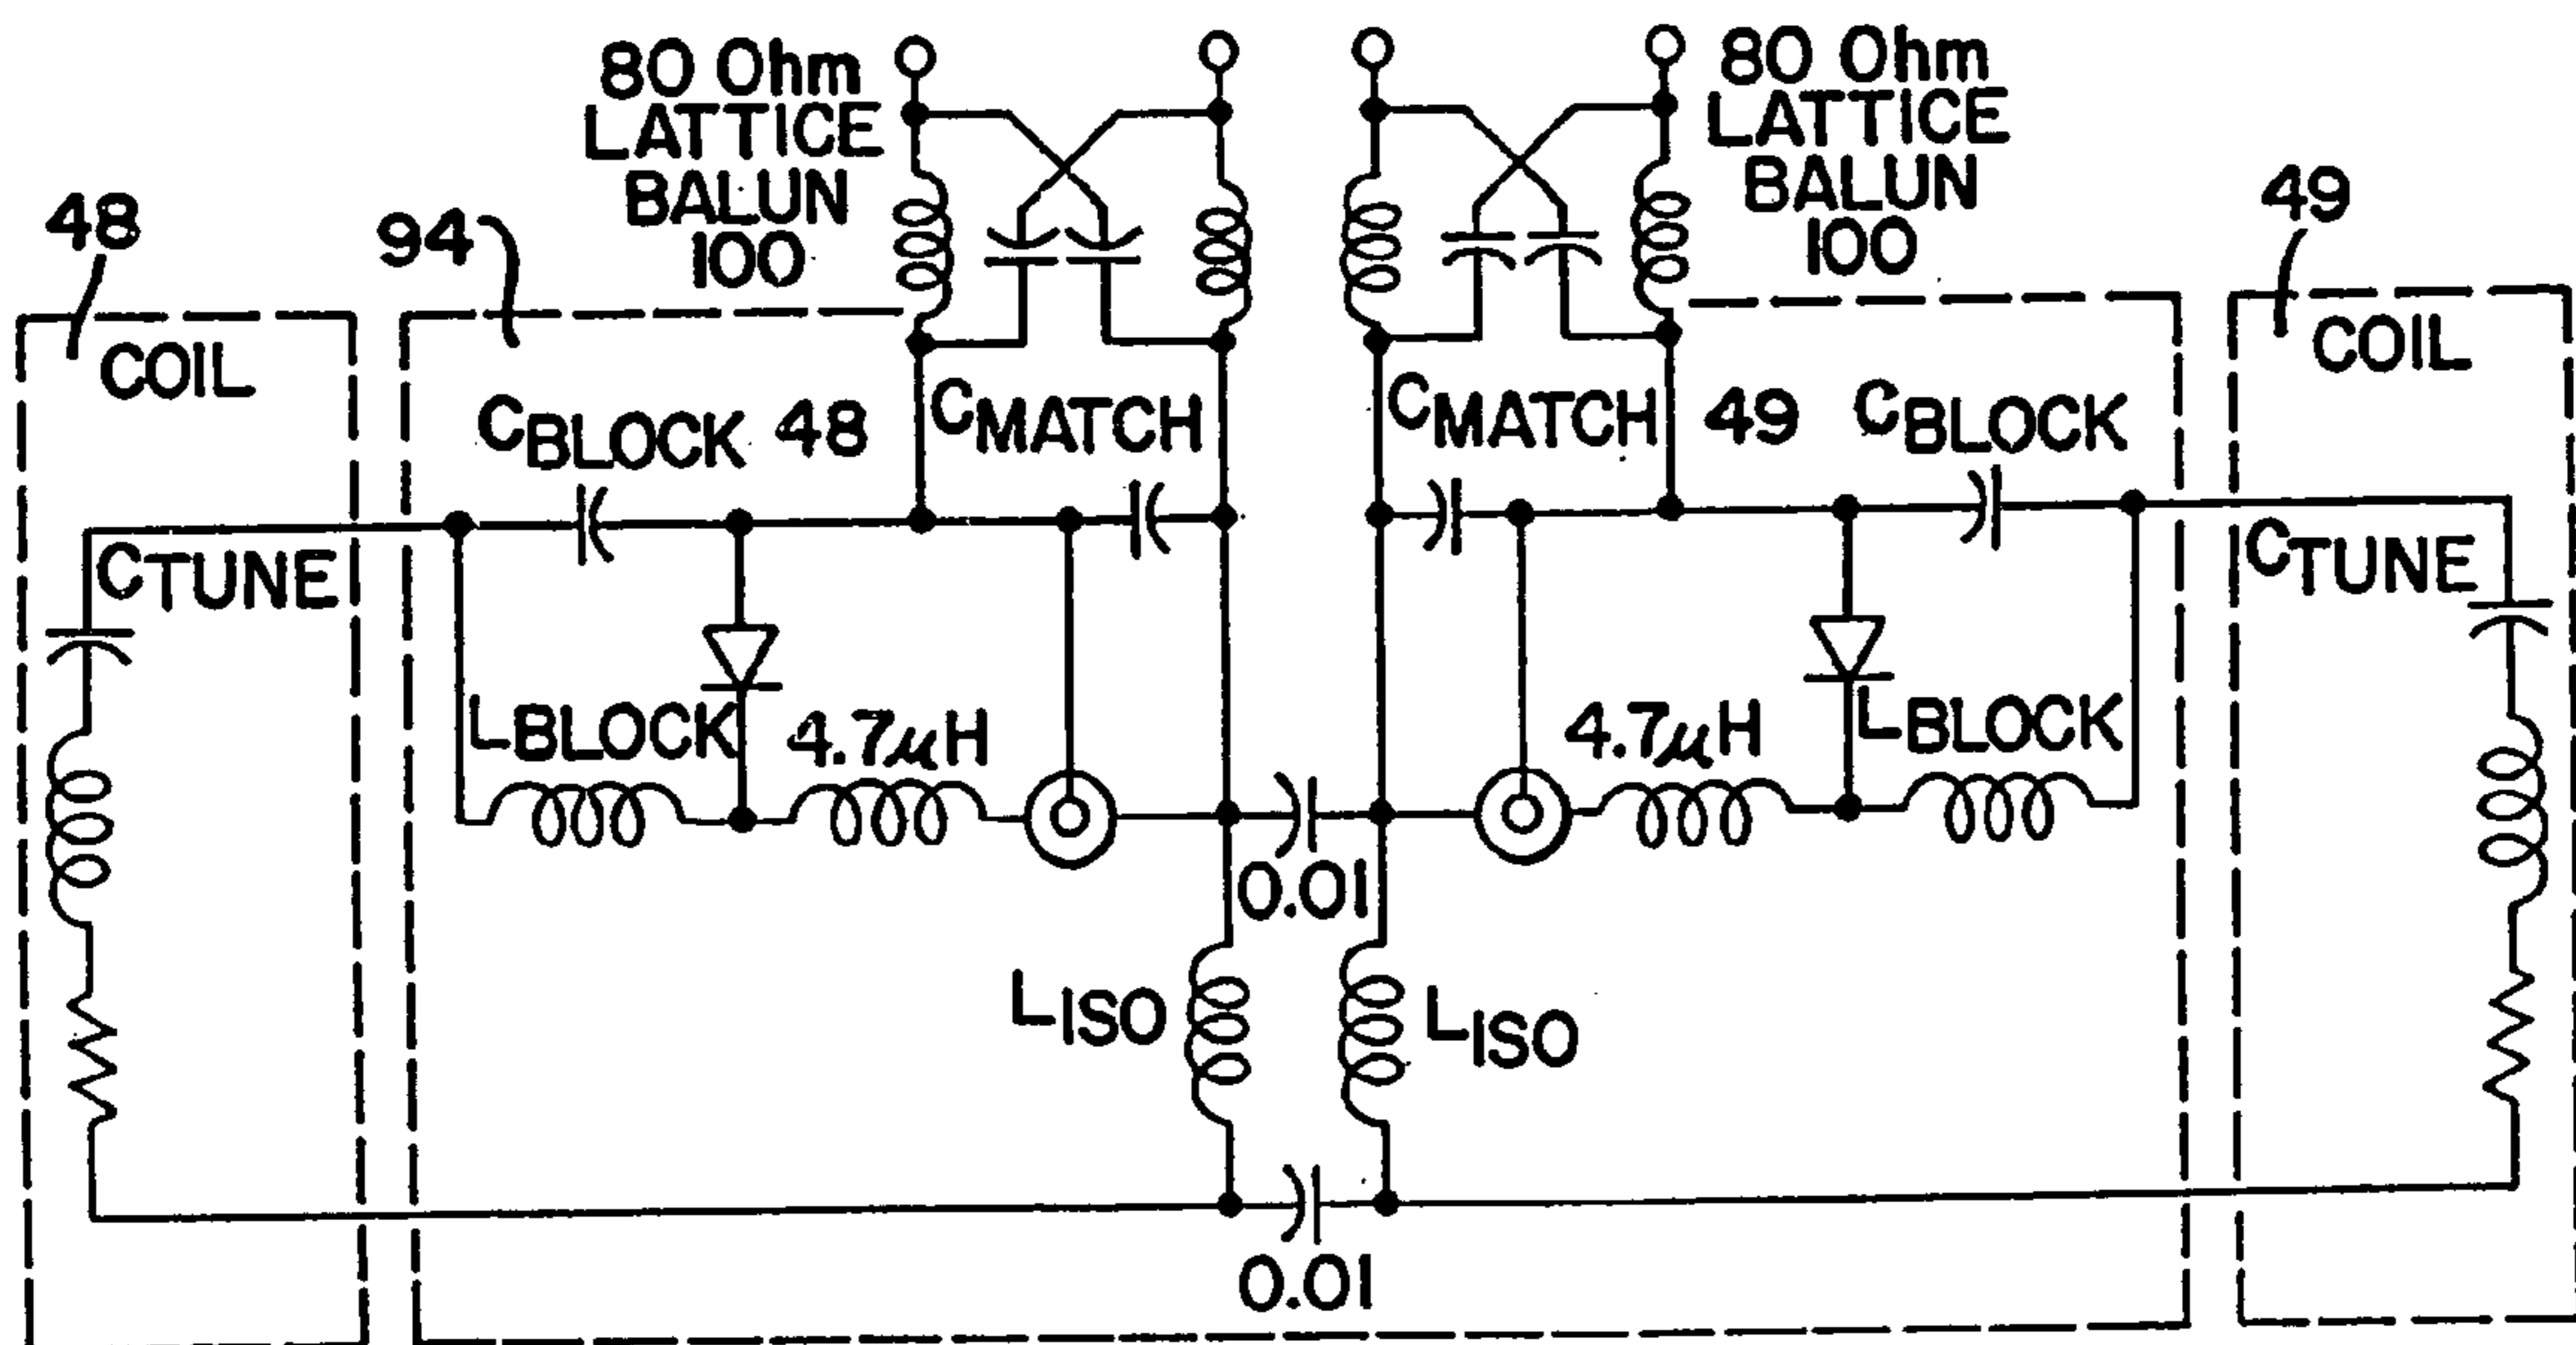 80 Ohm
LATTICE
BALUN
100
80 Ohm
LATTICE
BALUN
100
48
94
49
COIL
COIL
CBLOCK 48
CMATCH
CMATCH 49
CBLOCK
CTUNE
CTUNE
LBLOCK
4.7μH
4.7μH
LBLOCK
0.01
LISO
LISO
0.01